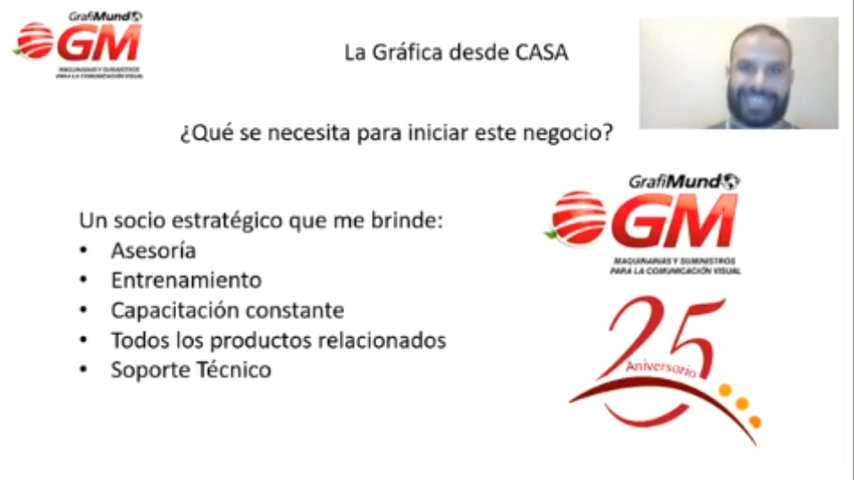 GrafiMundo
GM
MAQUINARIAS Y SUMINISTROS
PARA LA COMUNICACIÓN VISUAL
La Gráfica desde CASA
¿Qué se necesita para iniciar este negocio?
Un socio estratégico que me brinde:
• Asesoría
• Entrenamiento
• Capacitación constante
• Todos los productos relacionados
• Soporte Técnico
GrafiMundo
GM
MAQUINARIAS Y SUMINISTROS
PARA LA COMUNICACIÓN VISUAL
25
Aniversario